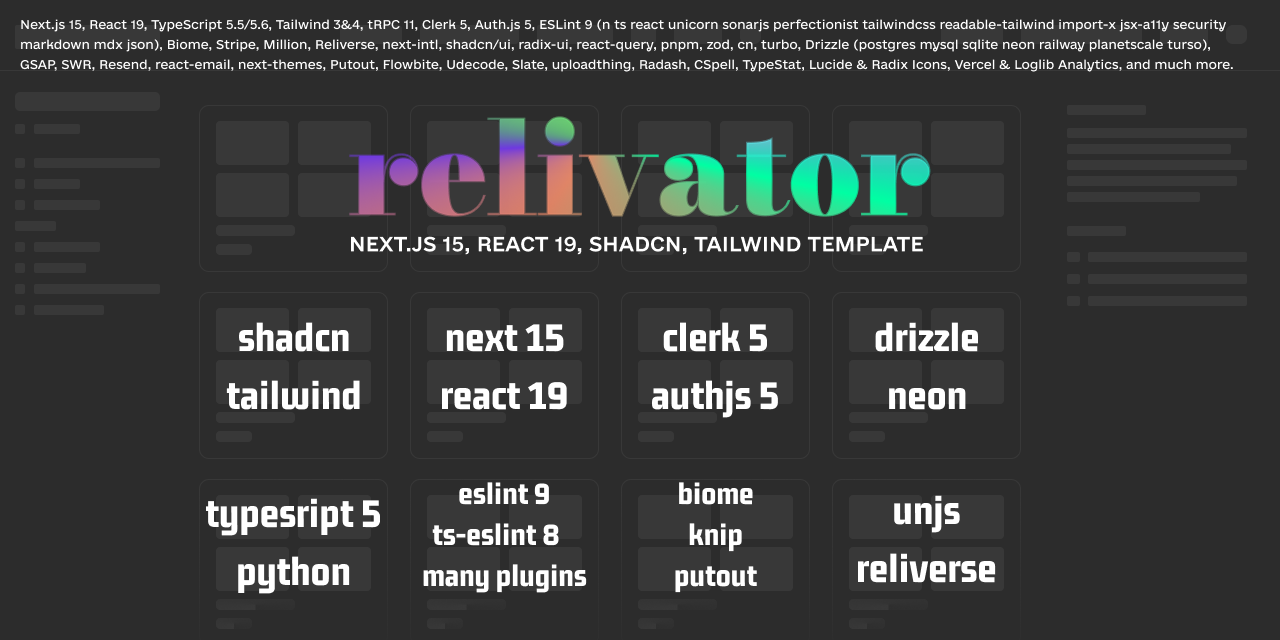 Next.js 15, React 19, TypeScript 5.5/5.6, Tailwind 3&4, tRPC 11, Clerk 5, Auth.js 5, ESLint 9 (n ts react unicorn sonarjs perfectionist tailwindcss readable-tailwind import-x jsx-a11y security
markdown mdx json), Biome, Stripe, Million, Reliverse, next-intl, shadcn/ui, radix-ui, react-query, pnpm, zod, cn, turbo, Drizzle (postgres mysql sqlite neon railway planetscale turso),
GSAP, SWR, Resend, react-email, next-themes, Putout, Flowbite, Udecode, Slate, uploadthing, Radash, CSpell, TypeStat, Lucide & Radix Icons, Vercel & Loglib Analytics, and much more.
relivator
NEXT.JS 15, REACT 19, SHADCN, TAILWIND TEMPLATE
shadcn
tailwind
next 15
react 19
clerk 5
authjs 5
drizzle
neon
typesript 5
python
eslint 9
ts-eslint 8
many plugins
biome
knip
putout
unjs
reliverse